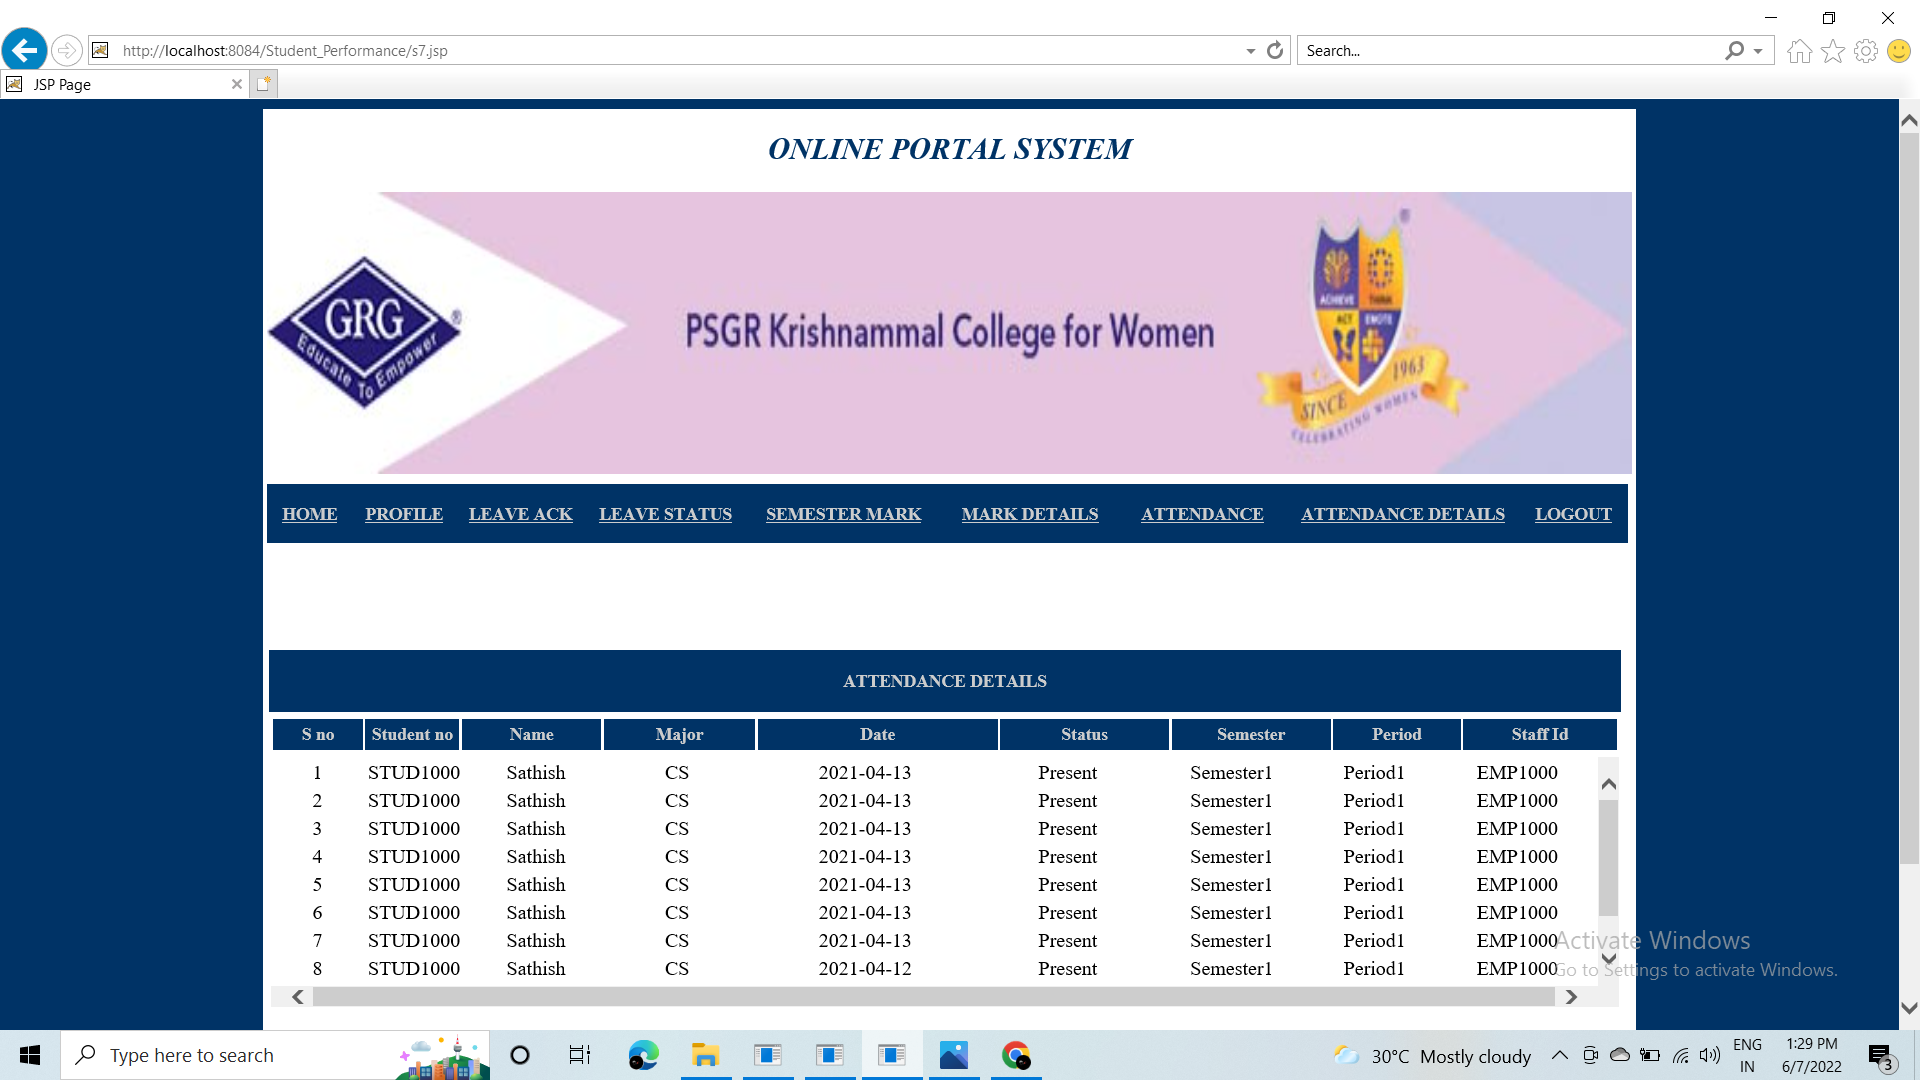 http://localhost:8084/Student_Performance/s7.jsp
Search...
JSP Page
ONLINE PORTAL SYSTEM
GRG
®
Educate To Empower
PSGR Krishnammal College for Women
®
ACHIEVE THINK
ACT EMOTE
SINCE 1963
CELEBRATING WOMEN
HOME PROFILE LEAVE ACK LEAVE STATUS SEMESTER MARK MARK DETAILS ATTENDANCE ATTENDANCE DETAILS LOGOUT
ATTENDANCE DETAILS
S no Student no Name Major Date Status Semester Period Staff Id
1 STUD1000 Sathish CS 2021-04-13 Present Semester1 Period1 EMP1000
2 STUD1000 Sathish CS 2021-04-13 Present Semester1 Period1 EMP1000
3 STUD1000 Sathish CS 2021-04-13 Present Semester1 Period1 EMP1000
4 STUD1000 Sathish CS 2021-04-13 Present Semester1 Period1 EMP1000
5 STUD1000 Sathish CS 2021-04-13 Present Semester1 Period1 EMP1000
6 STUD1000 Sathish CS 2021-04-13 Present Semester1 Period1 EMP1000
7 STUD1000 Sathish CS 2021-04-13 Present Semester1 Period1 EMP1000
8 STUD1000 Sathish CS 2021-04-12 Present Semester1 Period1 EMP1000
Activate Windows
Go to Settings to activate Windows.
Type here to search
30°C Mostly cloudy
ENG
IN
1:29 PM
6/7/2022
3